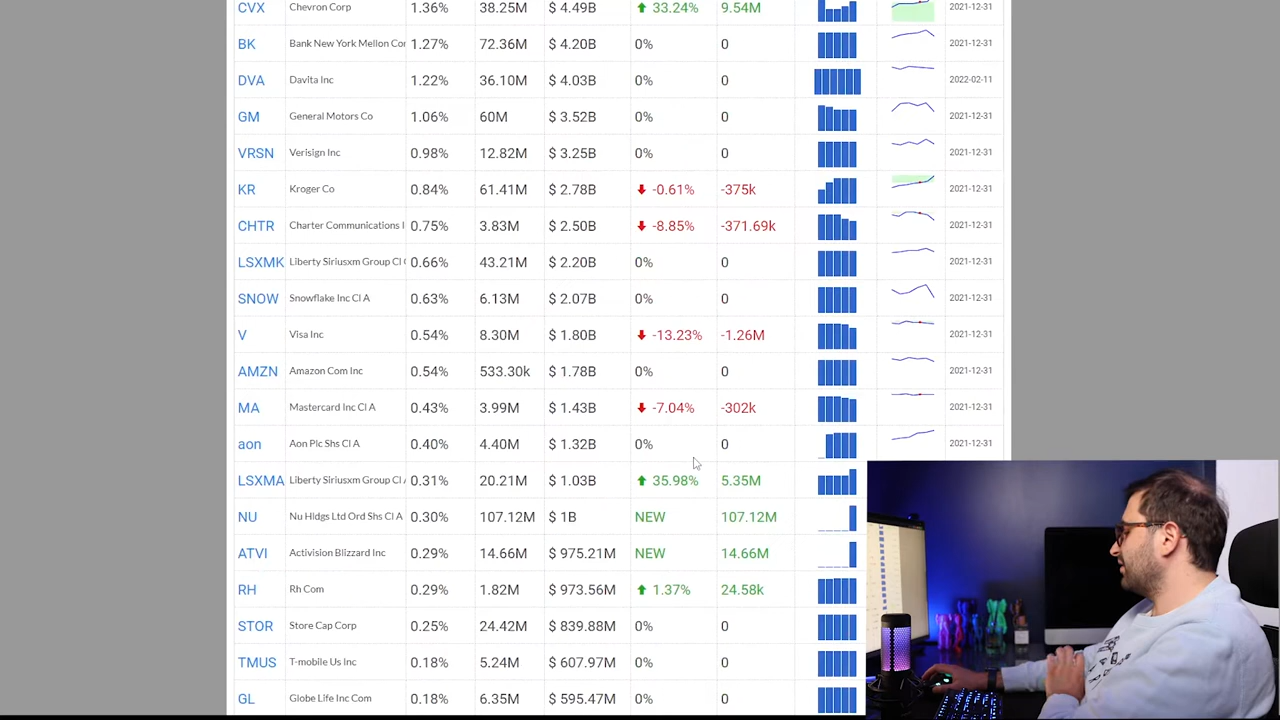 CVX Chevron Corp 1.36% 38.25M $ 4.49B 33.24% 9.54M 2021-12-31
BK Bank New York Mellon Cor 1.27% 72.36M $ 4.20B 0% 0 2021-12-31
DVA Davita Inc 1.22% 36.10M $ 4.03B 0% 0 2022-02-11
GM General Motors Co 1.06% 60M $ 3.52B 0% 0 2021-12-31
VRSN Verisign Inc 0.98% 12.82M $ 3.25B 0% 0 2021-12-31
KR Kroger Co 0.84% 61.41M $ 2.78B -0.61% -375k 2021-12-31
CHTR Charter Communications I 0.75% 3.83M $ 2.50B -8.85% -371.69k 2021-12-31
LSXMK Liberty Siriusxm Group Cl 0.66% 43.21M $ 2.20B 0% 0 2021-12-31
SNOW Snowflake Inc Cl A 0.63% 6.13M $ 2.07B 0% 0 2021-12-31
V Visa Inc 0.54% 8.30M $ 1.80B -13.23% -1.26M 2021-12-31
AMZN Amazon Com Inc 0.54% 533.30k $ 1.78B 0% 0 2021-12-31
MA Mastercard Inc Cl A 0.43% 3.99M $ 1.43B -7.04% -302k 2021-12-31
aon Aon Plc Shs Cl A 0.40% 4.40M $ 1.32B 0% 0 2021-12-31
LSXMA Liberty Siriusxm Group Cl 0.31% 20.21M $ 1.03B 35.98% 5.35M
NU Nu Hldgs Ltd Ord Shs Cl A 0.30% 107.12M $ 1B NEW 107.12M
ATVI Activision Blizzard Inc 0.29% 14.66M $ 975.21M NEW 14.66M
RH Rh Com 0.29% 1.82M $ 973.56M 1.37% 24.58k
STOR Store Cap Corp 0.25% 24.42M $ 839.88M 0% 0
TMUS T-mobile Us Inc 0.18% 5.24M $ 607.97M 0% 0
GL Globe Life Inc Com 0.18% 6.35M $ 595.47M 0% 0